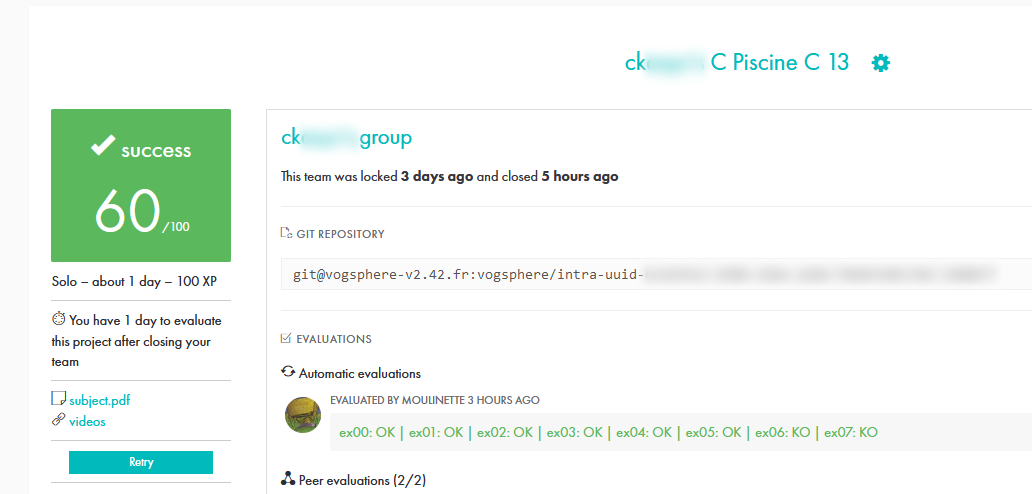 ck C Piscine C 13
success
60/100
Solo – about 1 day – 100 XP
You have 1 day to evaluate
this project after closing your
team
subject.pdf
videos
Retry
ck group
This team was locked 3 days ago and closed 5 hours ago
GIT REPOSITORY
git@vogsphere-v2.42.fr:vogsphere/intra-uuid-
EVALUATIONS
Automatic evaluations
EVALUATED BY MOULINETTE 3 HOURS AGO
ex00: OK | ex01: OK | ex02: OK | ex03: OK | ex04: OK | ex05: OK | ex06: KO | ex07: KO
Peer evaluations (2/2)